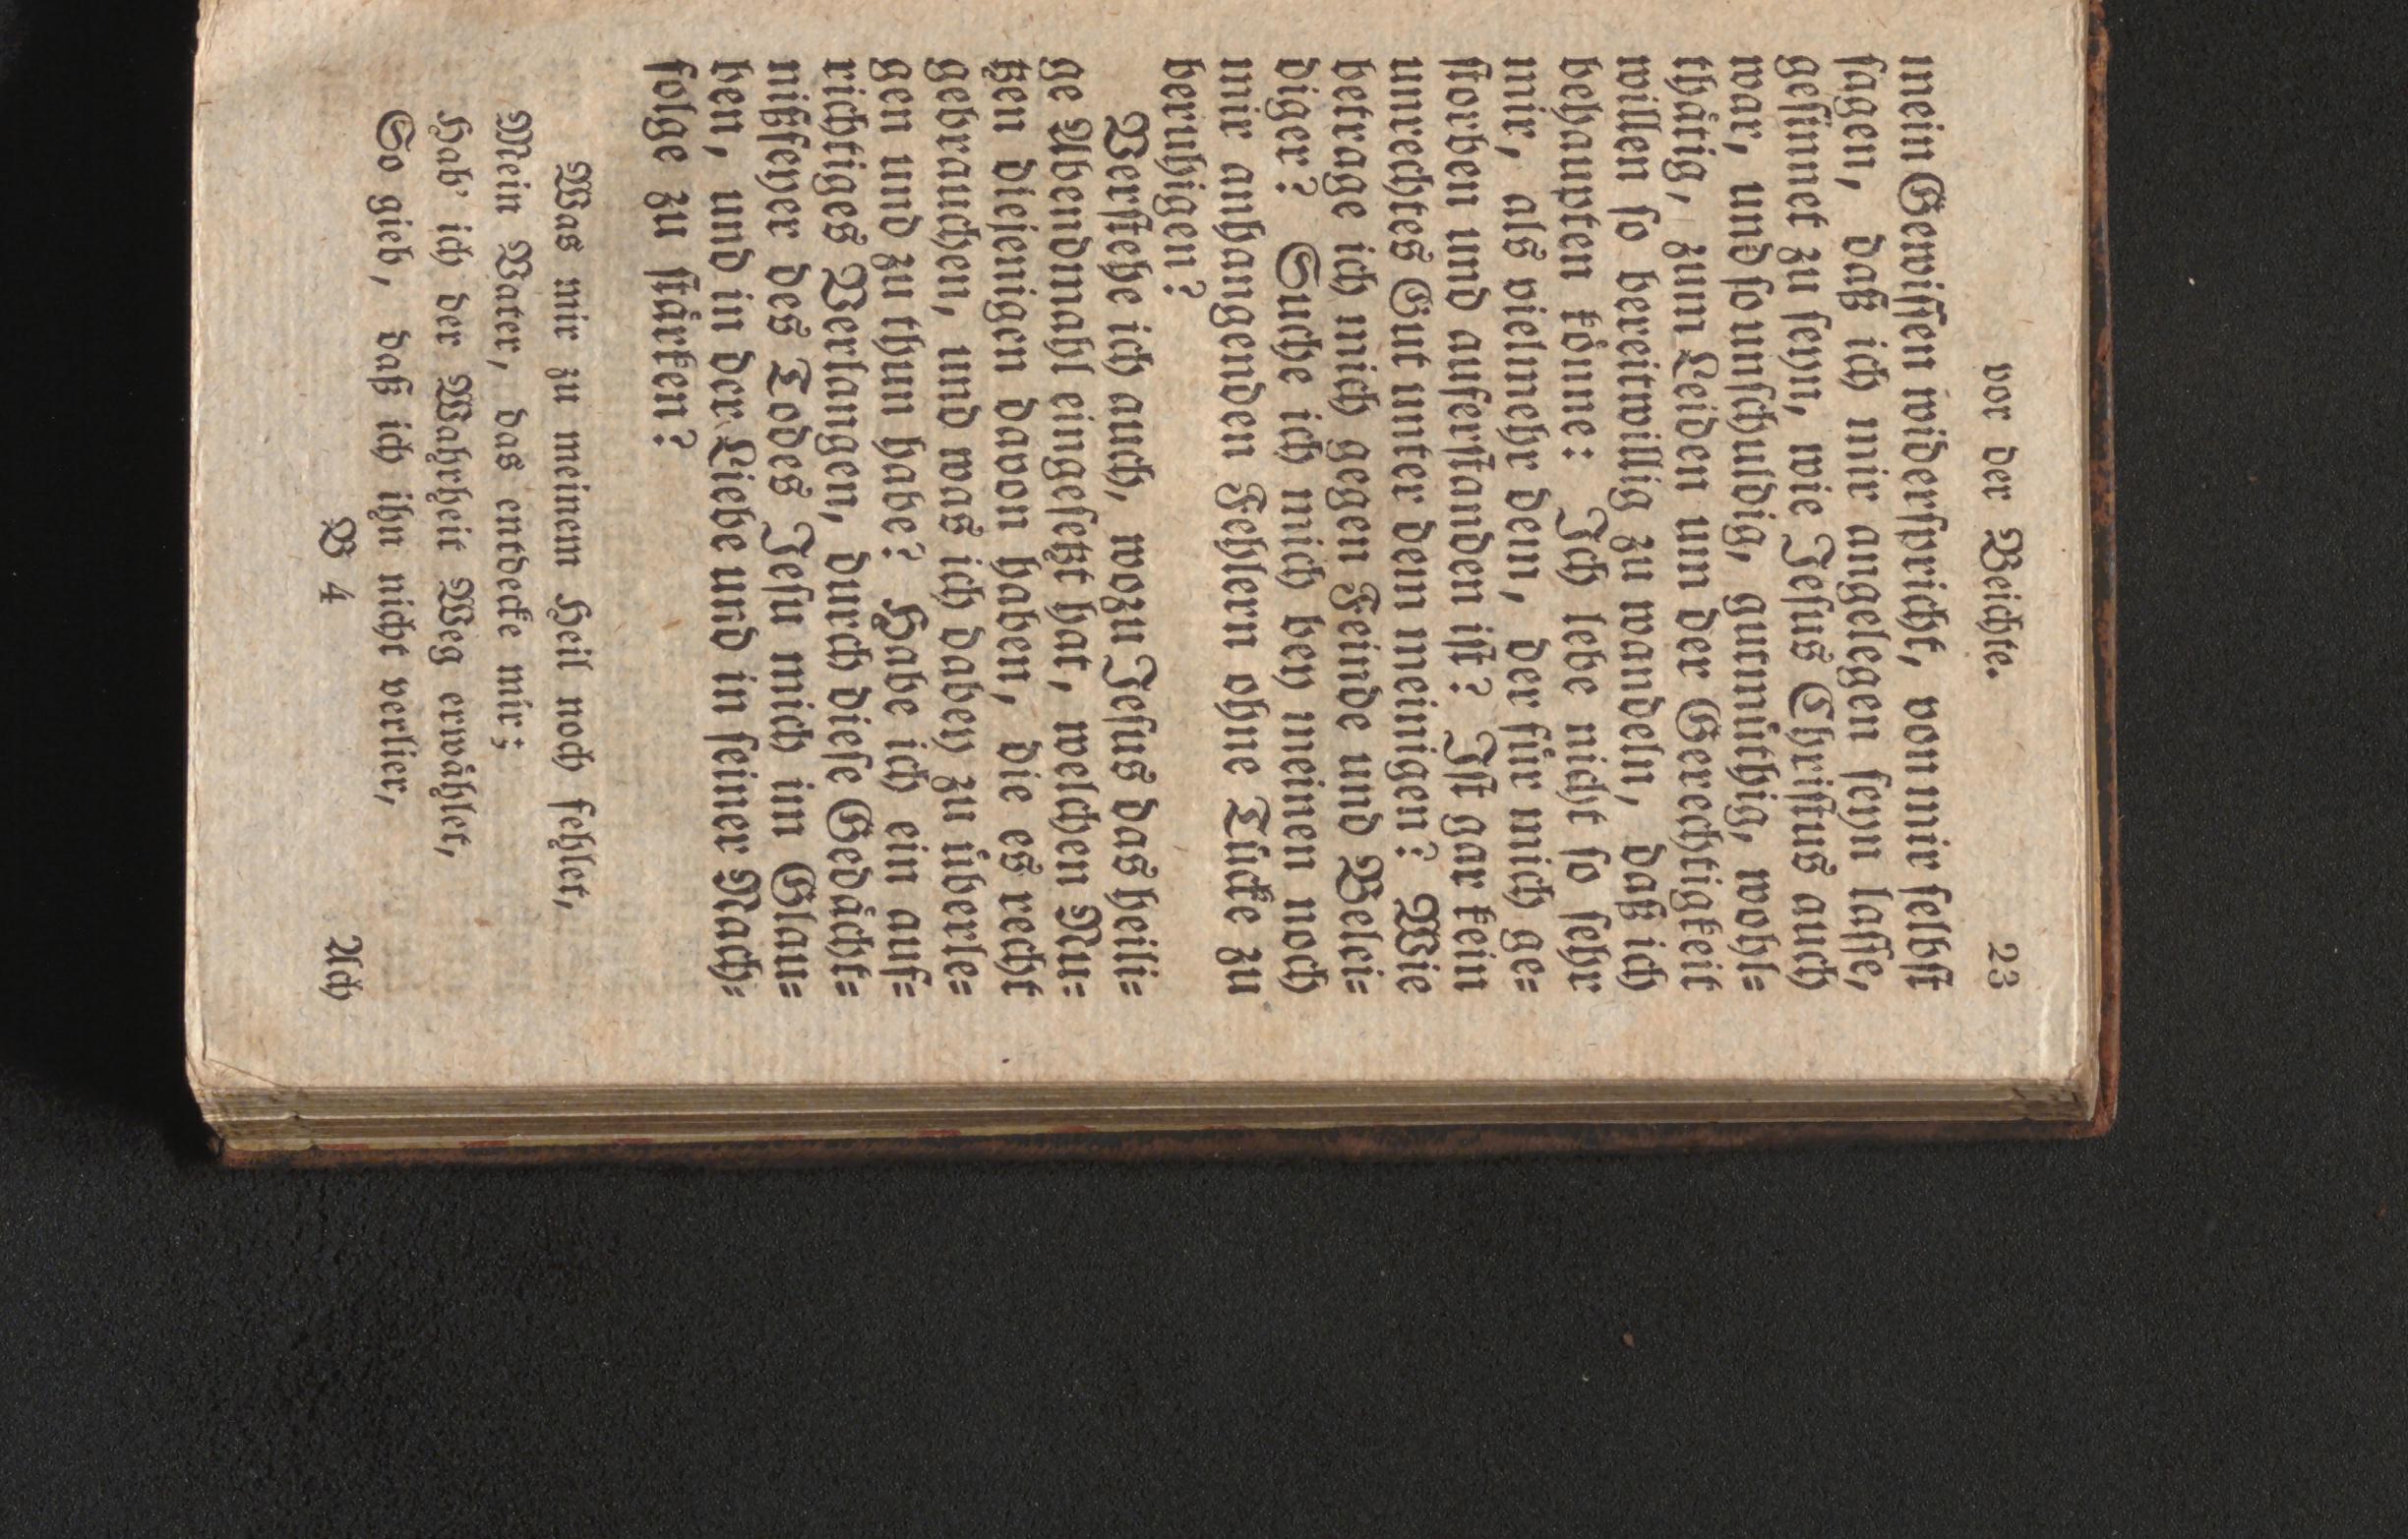 vor der Beichte. 23
mein Gewiſſen widerſpricht, von mir ſelbſt
ſagen, daß ich mir angelegen ſeyn laſſe,
geſinnet zu ſeyn, wie Jeſus Chriſtus auch
war, und ſo unſchuldig, gutmüthig, wohl⸗
thätig, zum Leiden um der Gerechtigkeit
willen ſo bereitwillig zu wandeln, daß ich
behaupten könne: Ich lebe nicht ſo ſehr
mir, als vielmehr dem, der für mich ge⸗
ſtorben und auferſtanden iſt? Iſt gar kein
unrechtes Gut unter dem meinigen? Wie
betrage ich mich gegen Feinde und Belei⸗
diger? Suche ich mich bey meinen noch
mir anhangenden Fehlern ohne Tücke zu
beruhigen?
Verſtehe ich auch, wozu Jeſus das heili⸗
ge Abendmahl eingeſetzt hat, welchen Nu⸗
tzen diejenigen davon haben, die es recht
gebrauchen, und was ich dabey zu überle⸗
gen und zu thun habe? Habe ich ein auf⸗
richtiges Verlangen, durch dieſe Gedächt⸗
nißfeyer des Todes Jeſu mich im Glau⸗
ben, und in der Liebe und in ſeiner Nach⸗
folge zu ſtärken?
Was mir zu meinem Heil noch fehlet,
Mein Vater, das entdecke mir;
Hab' ich der Wahrheit Weg erwählet,
So gieb, daß ich ihn nicht verlier,
B 4 Ach